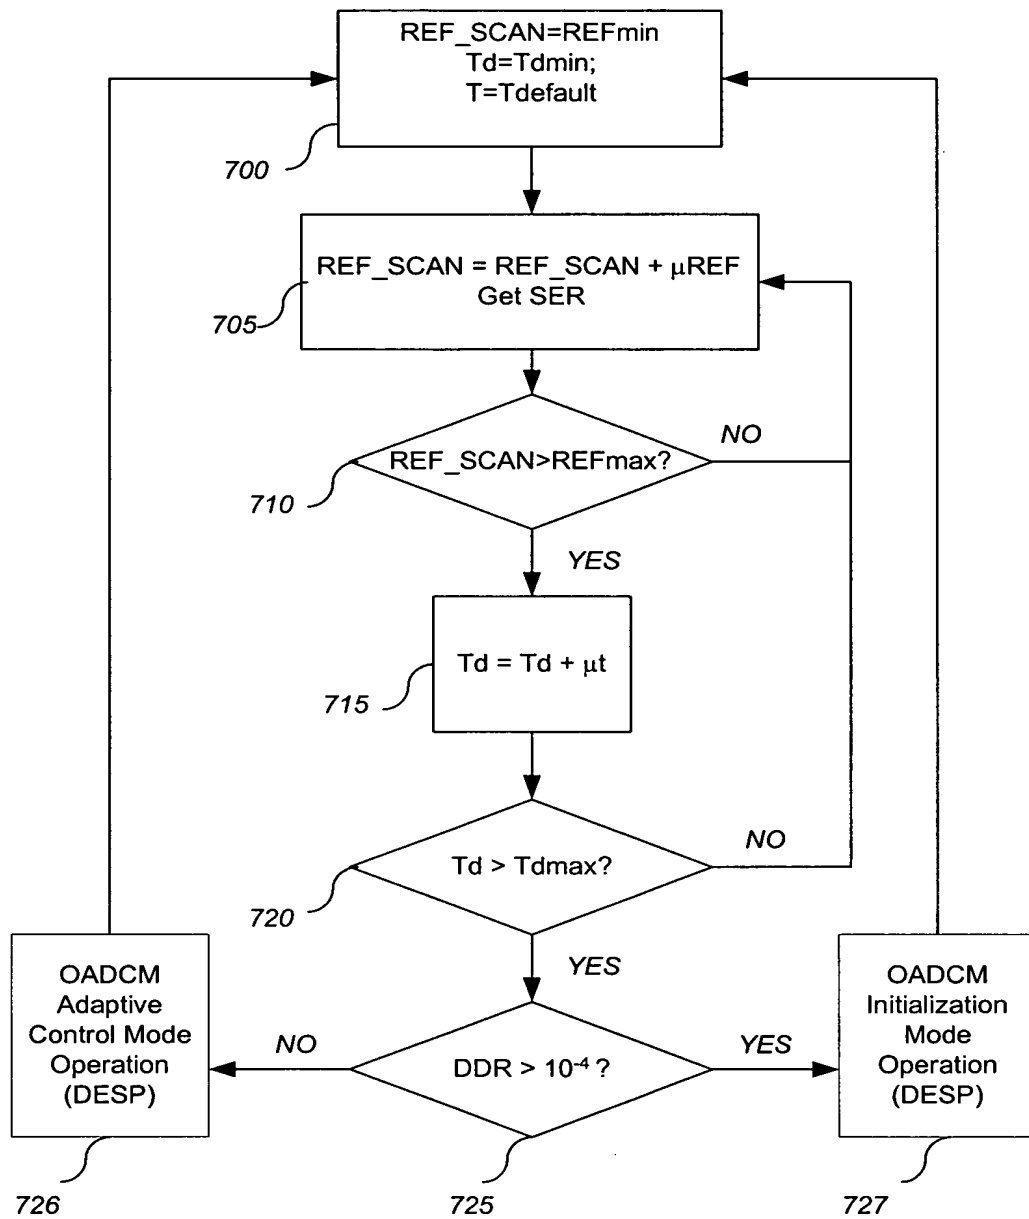 REF_SCAN=REFmin
Td=Tdmin;
T=Tdefault
700
REF_SCAN = REF_SCAN + μREF
Get SER
705
REF_SCAN>REFmax?
NO
710
YES
Td = Td + μt
715
Td > Tdmax?
NO
720
YES
OADCM
Adaptive
Control Mode
Operation
(DESP)
NO
DDR > 10⁻⁴ ?
YES
OADCM
Initialization
Mode
Operation
(DESP)
726
725
727